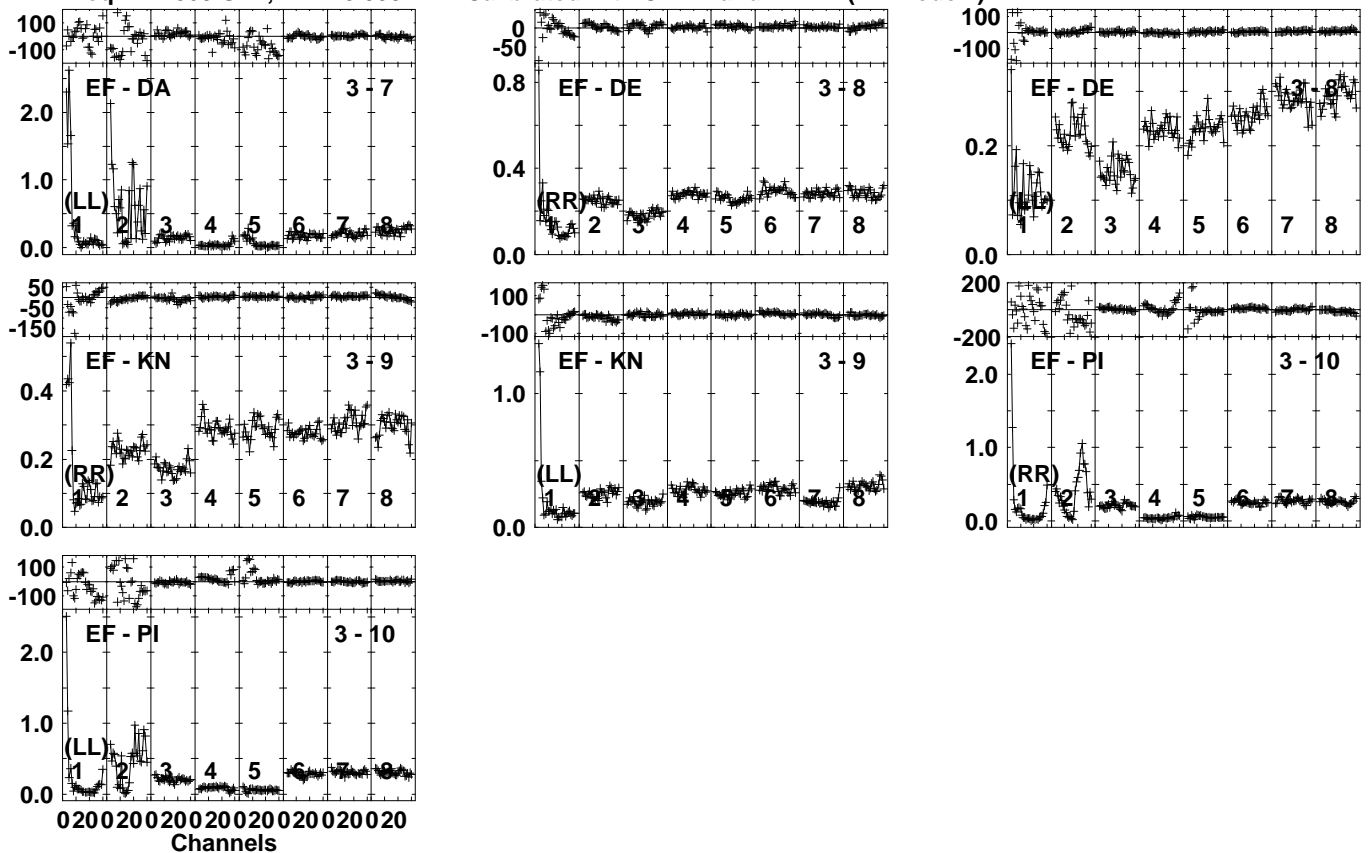 100
-100
EF - DA 3 - 7
2.0
1.0
(LL)
1 2 3 4 5 6 7 8
0.0
0
-50
EF - DE 3 - 8
0.8
0.4
(RR)
1 2 3 4 5 6 7 8
0.0
100
-100
EF - DE 3 - 8
0.2
(LL)
1 2 3 4 5 6 7 8
0.0
50
-50
-150
EF - KN 3 - 9
0.4
0.2
(RR)
1 2 3 4 5 6 7 8
0.0
100
-100
EF - KN 3 - 9
1.0
(LL)
1 2 3 4 5 6 7 8
0.0
200
-200
EF - PI 3 - 10
2.0
1.0
(RR)
1 2 3 4 5 6 7 8
0.0
100
-100
EF - PI 3 - 10
2.0
1.0
(LL)
1 2 3 4 5 6 7 8
0.0
0 20 0 20 0 20 0 20 0 20 0 20 0 20 0 20
Channels